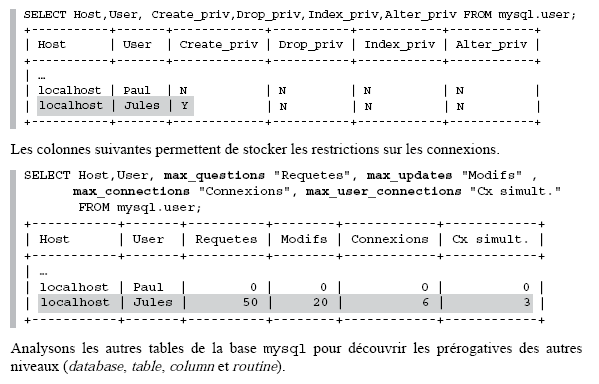 SELECT Host,User, Create_priv,Drop_priv,Index_priv,Alter_priv FROM mysql.user;
+-----------+-------+-------------+-----------+------------+------------+
| Host      | User  | Create_priv | Drop_priv | Index_priv | Alter_priv |
+-----------+-------+-------------+-----------+------------+------------+
| …
| localhost | Paul  | N           | N         | N          | N          |
| localhost | Jules | Y           | N         | N          | N          |
+-----------+-------+-------------+-----------+------------+------------+
Les colonnes suivantes permettent de stocker les restrictions sur les connexions.
SELECT Host,User, max_questions "Requetes", max_updates "Modifs" ,
max_connections "Connexions", max_user_connections "Cx simult."
FROM mysql.user;
+-----------+-------+----------+--------+------------+------------+
| Host      | User  | Requetes | Modifs | Connexions | Cx simult. |
+-----------+-------+----------+--------+------------+------------+
| …
| localhost | Paul  |        0 |      0 |          0 |          0 |
| localhost | Jules |       50 |     20 |          6 |          3 |
+-----------+-------+----------+--------+------------+------------+
Analysons les autres tables de la base mysql pour découvrir les prérogatives des autres
niveaux (database, table, column et routine).